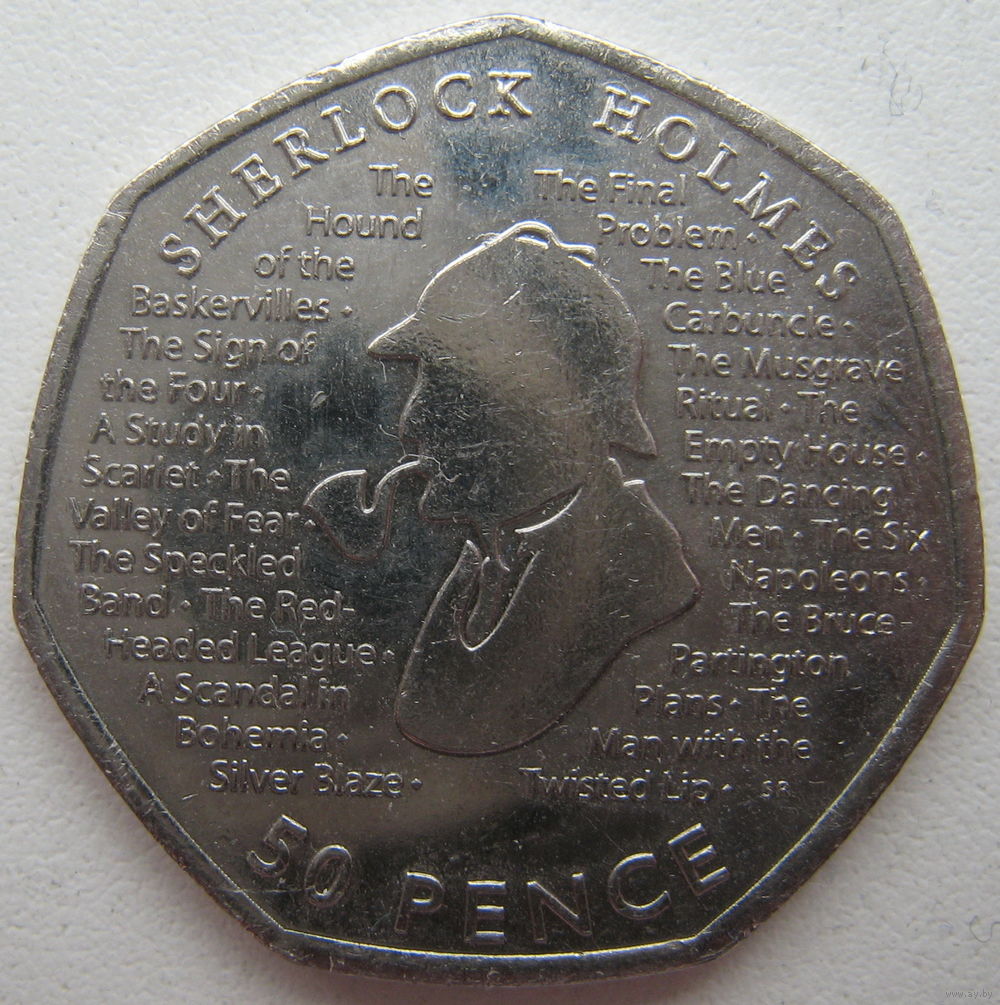 SHERLOCK HOLMES
The
Hound
of the
Baskervilles ·
The Sign of
the Four ·
A Study in
Scarlet · The
Valley of Fear ·
The Speckled
Band · The Red-
Headed League ·
A Scandal in
Bohemia ·
Silver Blaze ·
The Final
Problem ·
The Blue
Carbuncle ·
The Musgrave
Ritual · The
Empty House ·
The Dancing
Men · The Six
Napoleons ·
The Bruce-
Partington
Plans · The
Man with the
Twisted Lip · SR
50 PENCE
www.ay.by